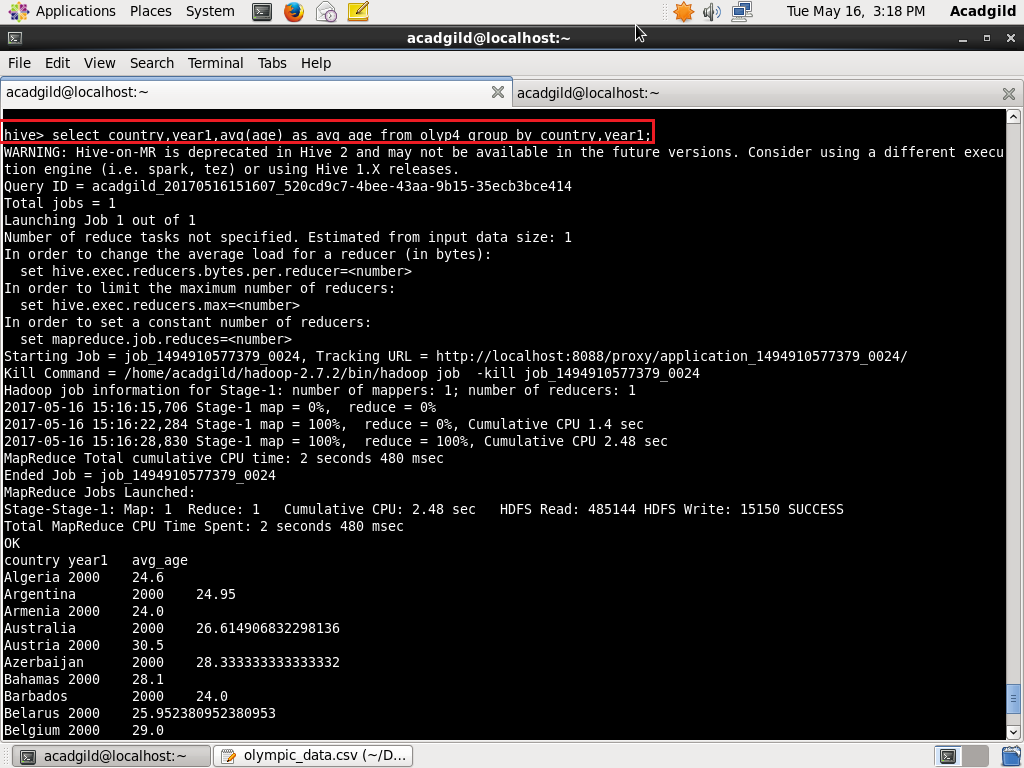 Applications Places System Tue May 16, 3:18 PM Acadgild
acadgild@localhost:~
File Edit View Search Terminal Tabs Help
acadgild@localhost:~ acadgild@localhost:~
hive> select country,year1,avg(age) as avg_age from olyp4 group by country,year1;
WARNING: Hive-on-MR is deprecated in Hive 2 and may not be available in the future versions. Consider using a different execu
tion engine (i.e. spark, tez) or using Hive 1.X releases.
Query ID = acadgild_20170516151607_520cd9c7-4bee-43aa-9b15-35ecb3bce414
Total jobs = 1
Launching Job 1 out of 1
Number of reduce tasks not specified. Estimated from input data size: 1
In order to change the average load for a reducer (in bytes):
  set hive.exec.reducers.bytes.per.reducer=<number>
In order to limit the maximum number of reducers:
  set hive.exec.reducers.max=<number>
In order to set a constant number of reducers:
  set mapreduce.job.reduces=<number>
Starting Job = job_1494910577379_0024, Tracking URL = http://localhost:8088/proxy/application_1494910577379_0024/
Kill Command = /home/acadgild/hadoop-2.7.2/bin/hadoop job  -kill job_1494910577379_0024
Hadoop job information for Stage-1: number of mappers: 1; number of reducers: 1
2017-05-16 15:16:15,706 Stage-1 map = 0%,  reduce = 0%
2017-05-16 15:16:22,284 Stage-1 map = 100%,  reduce = 0%, Cumulative CPU 1.4 sec
2017-05-16 15:16:28,830 Stage-1 map = 100%,  reduce = 100%, Cumulative CPU 2.48 sec
MapReduce Total cumulative CPU time: 2 seconds 480 msec
Ended Job = job_1494910577379_0024
MapReduce Jobs Launched:
Stage-Stage-1: Map: 1  Reduce: 1   Cumulative CPU: 2.48 sec   HDFS Read: 485144 HDFS Write: 15150 SUCCESS
Total MapReduce CPU Time Spent: 2 seconds 480 msec
OK
country year1   avg_age
Algeria 2000    24.6
Argentina       2000    24.95
Armenia 2000    24.0
Australia       2000    26.614906832298136
Austria 2000    30.5
Azerbaijan      2000    28.333333333333332
Bahamas 2000    28.1
Barbados        2000    24.0
Belarus 2000    25.952380952380953
Belgium 2000    29.0
acadgild@localhost:~ olympic_data.csv (~/D...